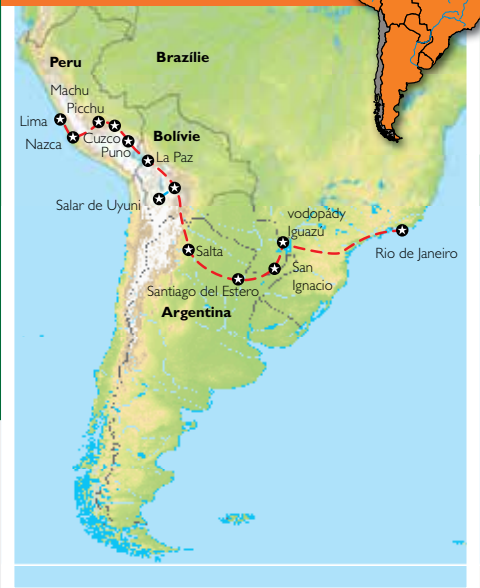 Peru
Brazílie
Machu
Picchu
Lima
Nazca
Cuzco
Puno
Bolívie
La Paz
Salar de Uyuni
vodopády
Iguazú
Rio de Janeiro
Salta
San
Ignacio
Santiago del Estero
Argentina